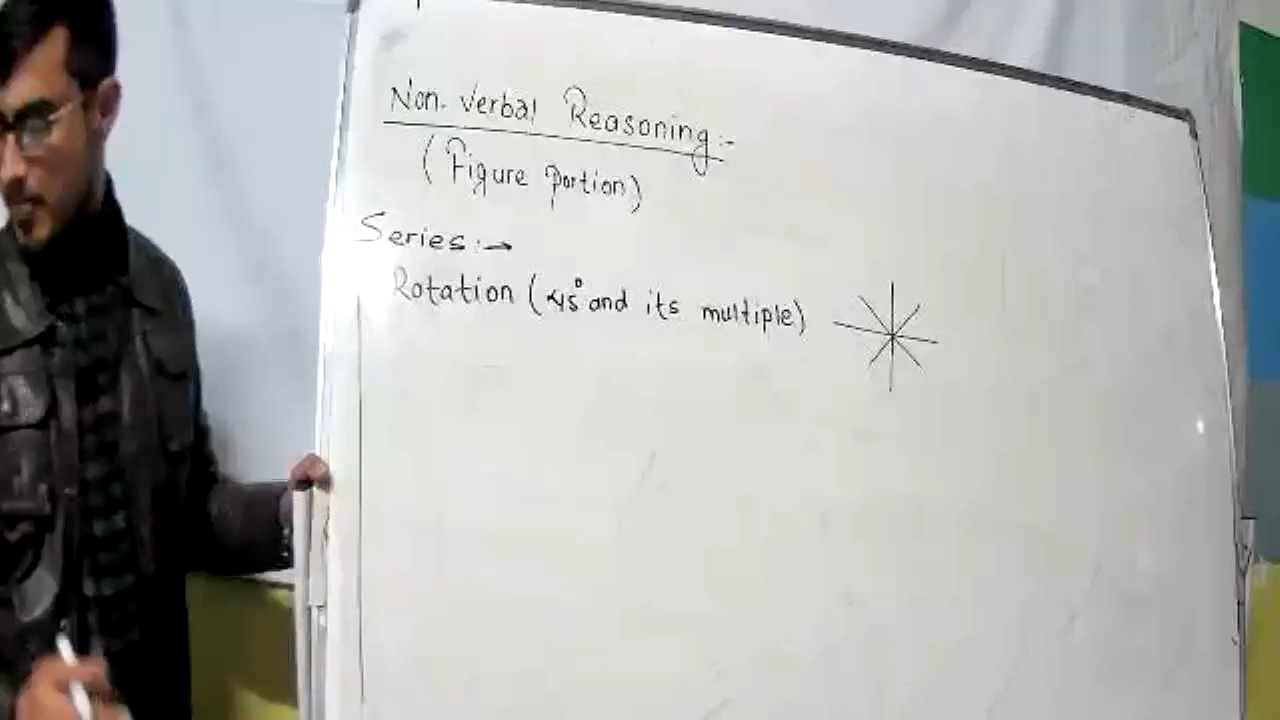 Non-Verbal Reasoning:-
(Figure Portion)
Series:→
Rotation (45° and its multiple)